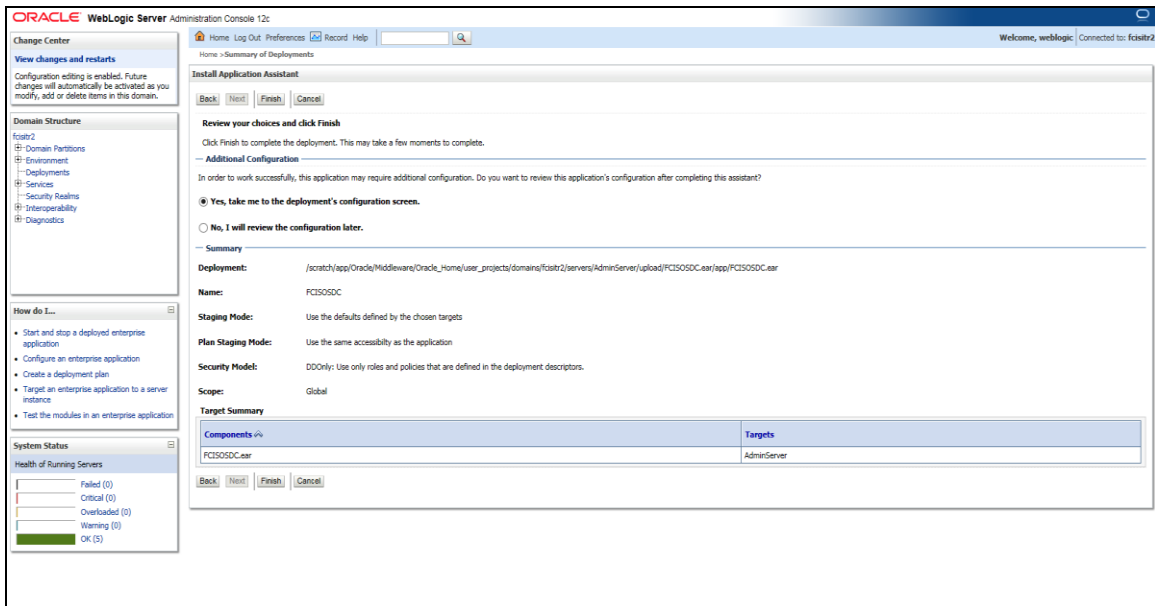 ORACLE WebLogic Server Administration Console 12c
Change Center
View changes and restarts
Configuration editing is enabled. Future
changes will automatically be activated as you
modify, add or delete items in this domain.
Domain Structure
fcisitr2
Domain Partitions
Environment
Deployments
Services
Security Realms
Interoperability
Diagnostics
How do I...
Start and stop a deployed enterprise
application
Configure an enterprise application
Create a deployment plan
Target an enterprise application to a server
instance
Test the modules in an enterprise application
System Status
Health of Running Servers
Failed (0)
Critical (0)
Overloaded (0)
Warning (0)
OK (5)
Home Log Out Preferences Record Help
Welcome, weblogic Connected to: fcisitr2
Home >Summary of Deployments
Install Application Assistant
Back Next Finish Cancel
Review your choices and click Finish
Click Finish to complete the deployment. This may take a few moments to complete.
Additional Configuration
In order to work successfully, this application may require additional configuration. Do you want to review this application's configuration after completing this assistant?
Yes, take me to the deployment's configuration screen.
No, I will review the configuration later.
Summary
Deployment: /scratch/app/Oracle/Middleware/Oracle_Home/user_projects/domains/fcisitr2/servers/AdminServer/upload/FCISOSDC.ear/app/FCISOSDC.ear
Name: FCISOSDC
Staging Mode: Use the defaults defined by the chosen targets
Plan Staging Mode: Use the same accessibilty as the application
Security Model: DDOnly: Use only roles and policies that are defined in the deployment descriptors.
Scope: Global
Target Summary
Components Targets
FCISOSDC.ear AdminServer
Back Next Finish Cancel